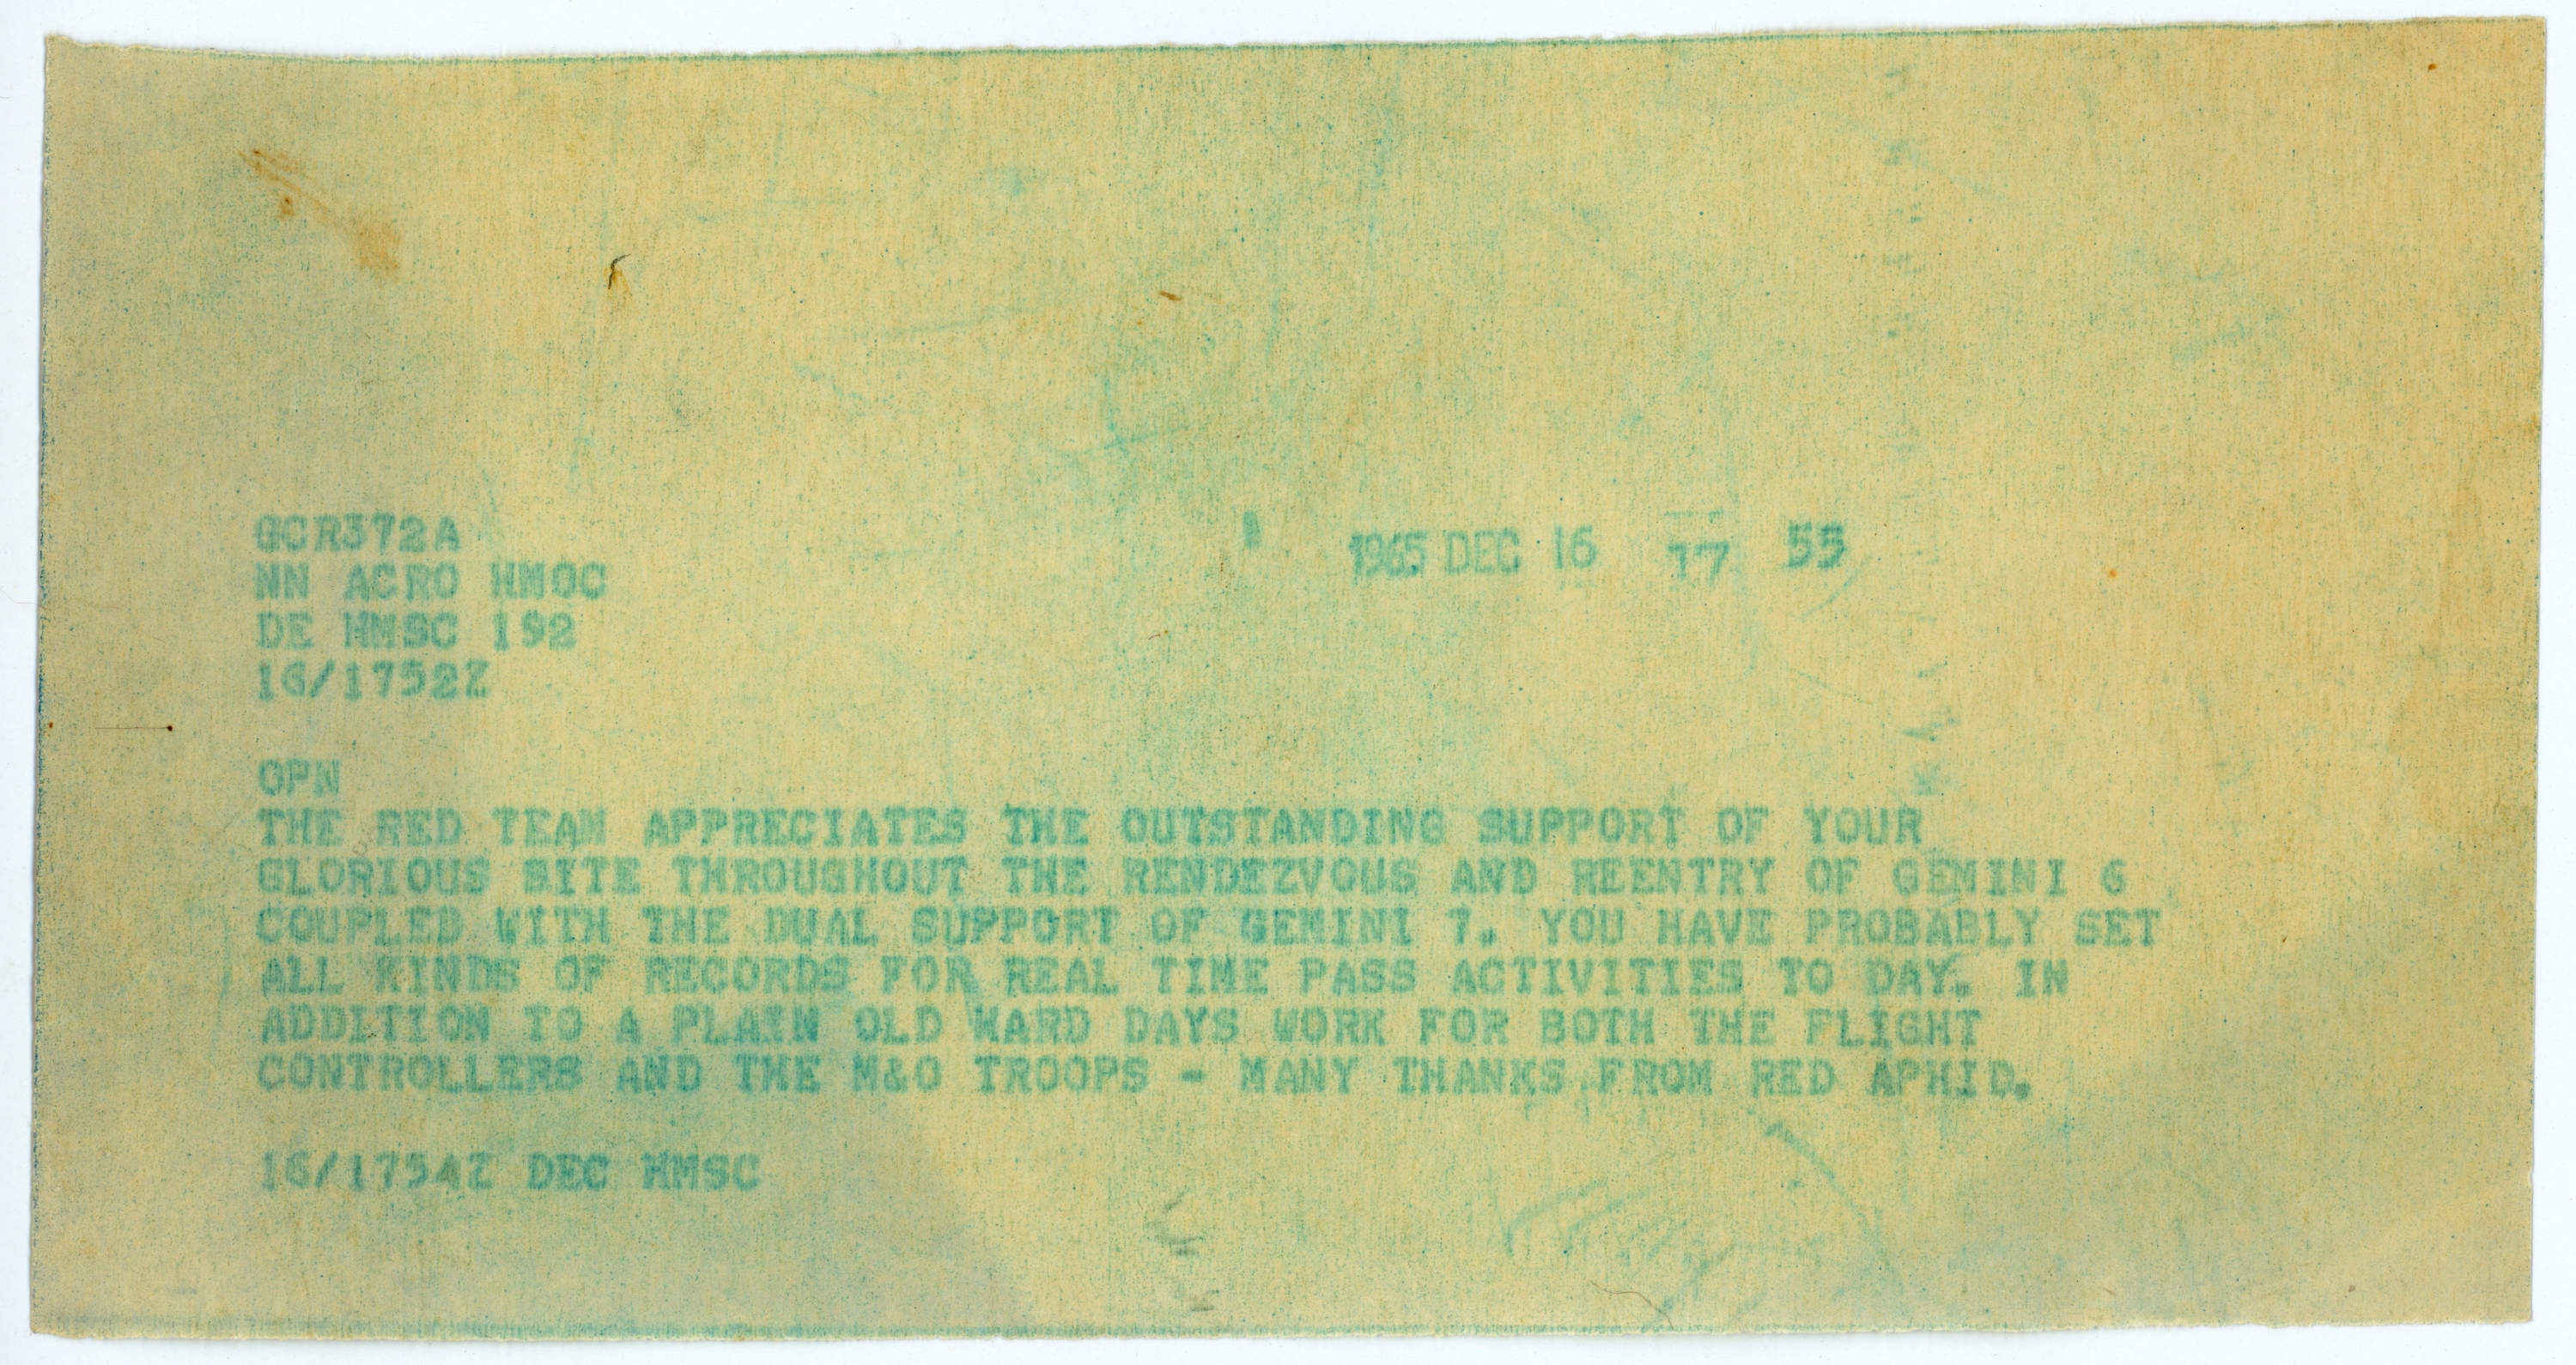 GCR372A
1965 DEC 16 17 55
NN ACRO HMOC
DE HMSC 192
16/1752Z
OPN
THE RED TEAM APPRECIATES THE OUTSTANDING SUPPORT OF YOUR
GLORIOUS SITE THROUGHOUT THE RENDEZVOUS AND REENTRY OF GEMINI 6
COUPLED WITH THE DUAL SUPPORT OF GEMINI 7. YOU HAVE PROBABLY SET
ALL KINDS OF RECORDS FOR REAL TIME PASS ACTIVITIES TO DAY. IN
ADDITION TO A PLAIN OLD HARD DAYS WORK FOR BOTH THE FLIGHT
CONTROLLERS AND THE M&O TROOPS - MANY THANKS FROM RED APHID.
16/1754Z DEC HMSC